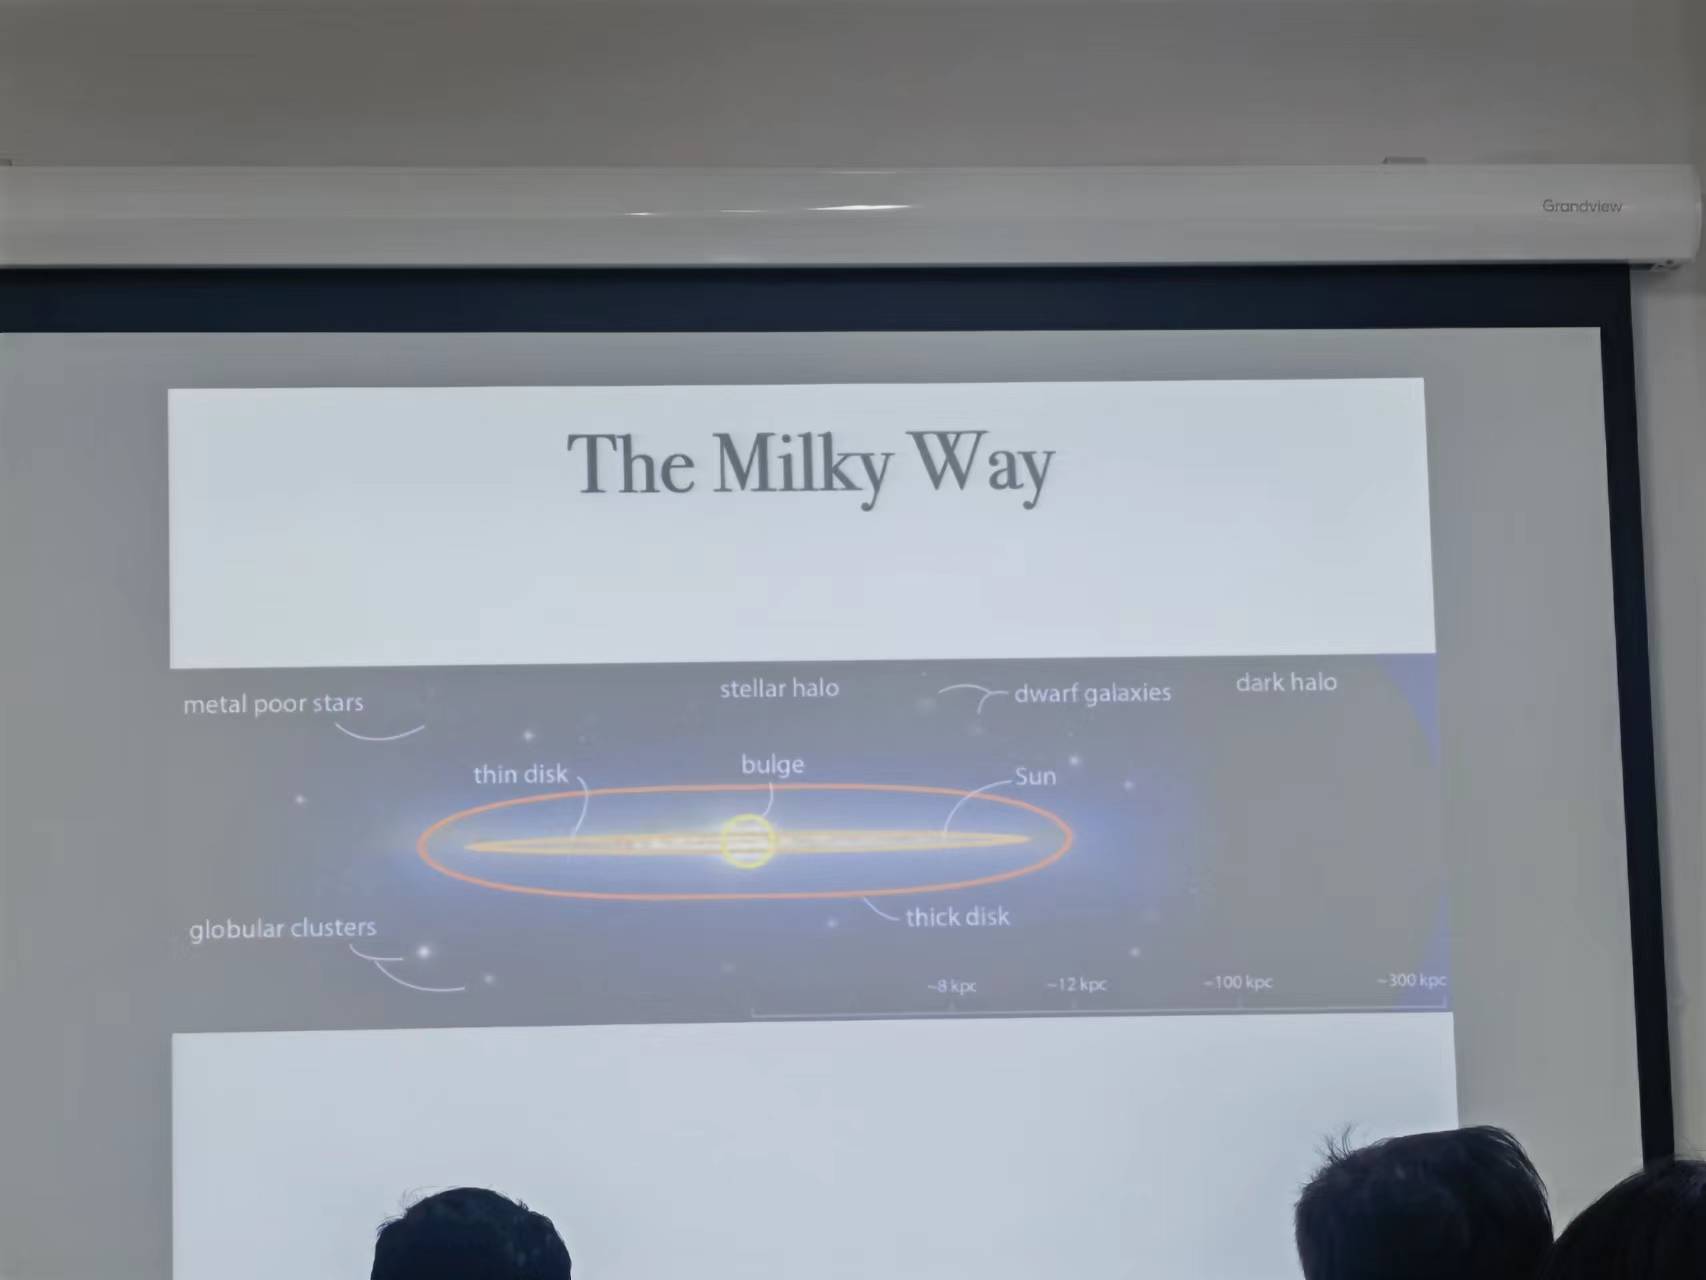 Grandview
The Milky Way
metal poor stars
stellar halo
dwarf galaxies
dark halo
thin disk
bulge
Sun
globular clusters
thick disk
~8 kpc
~12 kpc
~100 kpc
~300 kpc